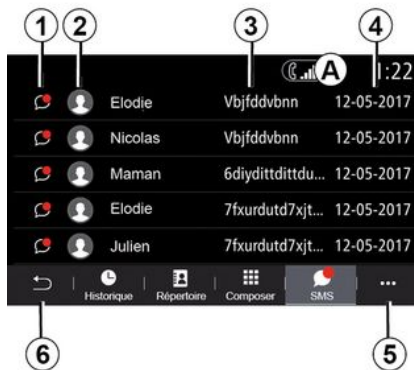 1 2 3 4
A 1:22
Elodie Vbjfddvbnn 12-05-2017
Nicolas Vbjfddvbnn 12-05-2017
Maman 6diydittdittdu... 12-05-2017
Elodie 7fxurdutd7xjt... 12-05-2017
Julien 7fxurdutd7xjt... 12-05-2017
Historique Répertoire Composer SMS ...
6 5